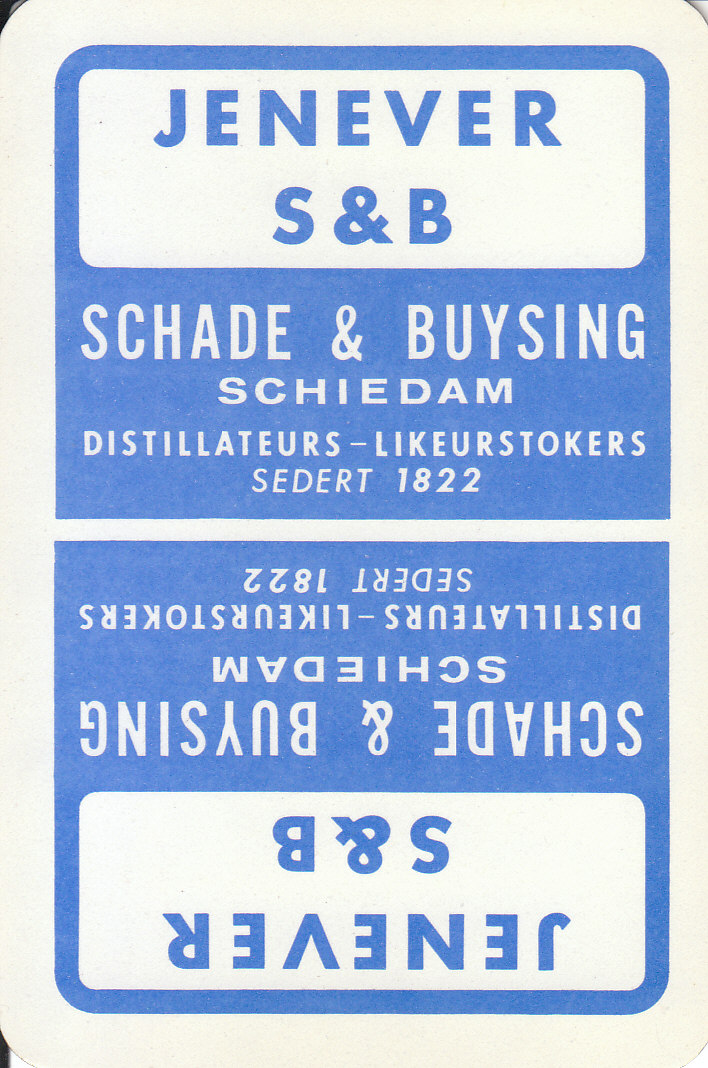 JENEVER
S&B
SCHADE & BUYSING
SCHIEDAM
DISTILLATEURS-LIKEURSTOKERS
SEDERT 1822
SEDERT 1822
DISTILLATEURS-LIKEURSTOKERS
SCHIEDAM
SCHADE & BUYSING
S&B
JENEVER